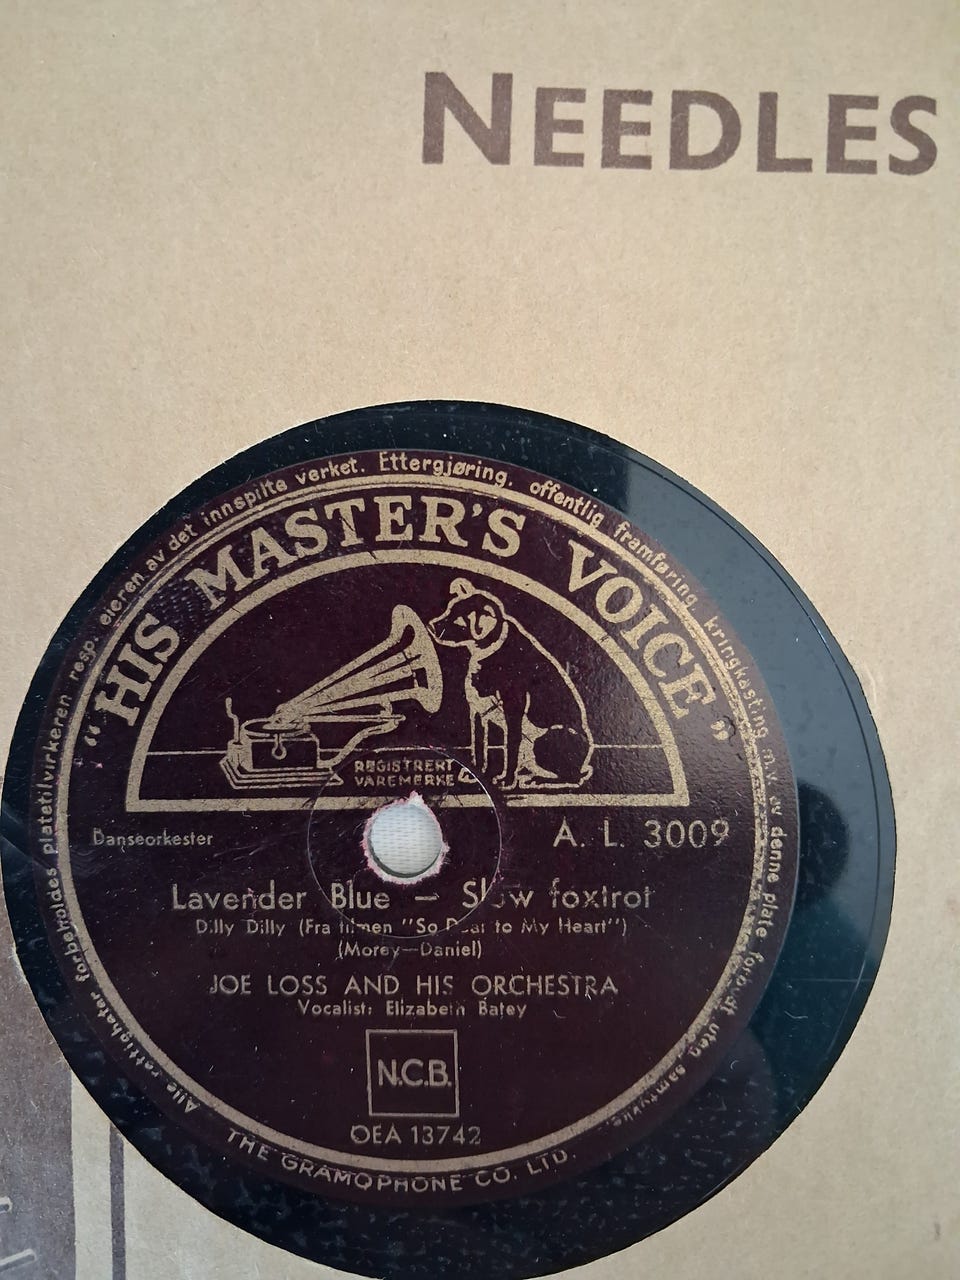 NEEDLES
Alle rettigheter forbeholdes platetilvirkeren resp. eieren av det innspilte verket. Ettergjøring, offentlig framføring, kringkasting m.v. av denne plate forbudt uten samtykke.
"HIS MASTER'S VOICE"
REGISTRERT
VAREMERKE
Danseorkester
A. L. 3009
Lavender Blue — Slow foxtrot
Dilly Dilly (Fra filmen "So Dear to My Heart")
(Morey—Daniel)
JOE LOSS AND HIS ORCHESTRA
Vocalist: Elizabeth Batey
N.C.B.
OEA 13742
THE GRAMOPHONE CO. LTD.